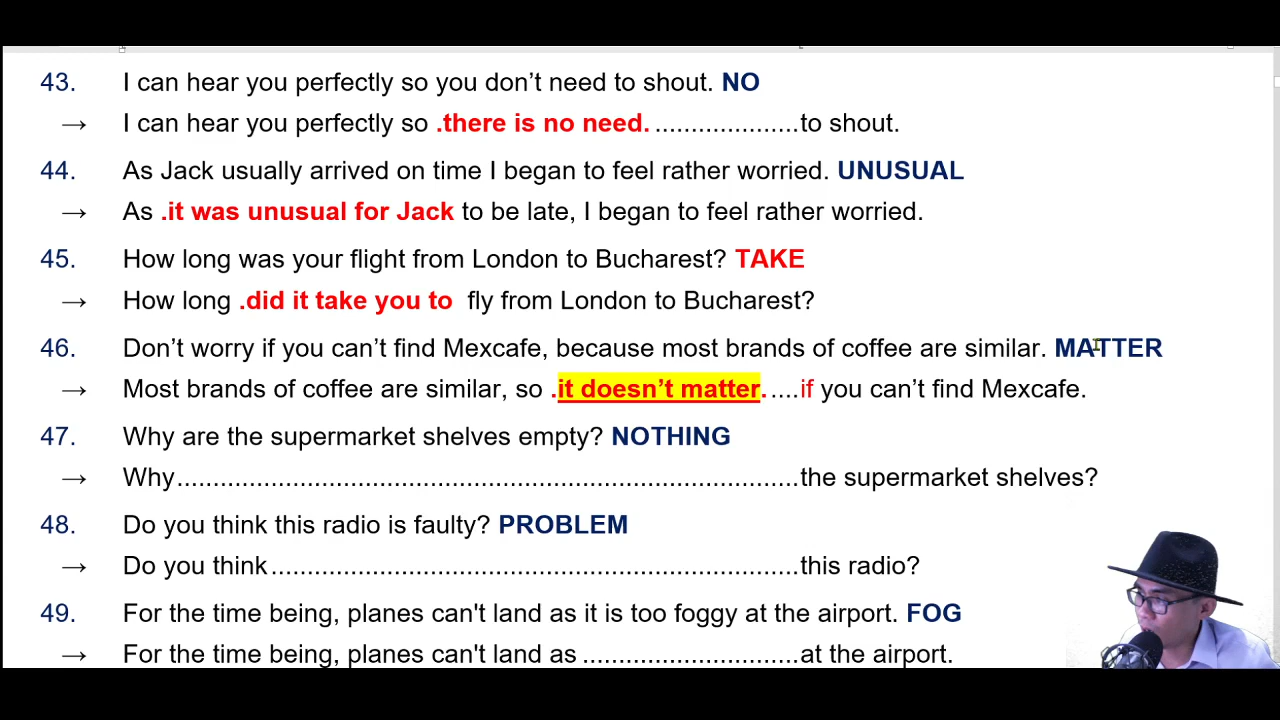 43. I can hear you perfectly so you don’t need to shout. NO
→ I can hear you perfectly so .there is no need. ....................to shout.
44. As Jack usually arrived on time I began to feel rather worried. UNUSUAL
→ As .it was unusual for Jack to be late, I began to feel rather worried.
45. How long was your flight from London to Bucharest? TAKE
→ How long .did it take you to fly from London to Bucharest?
46. Don’t worry if you can’t find Mexcafe, because most brands of coffee are similar. MATTER
→ Most brands of coffee are similar, so .it doesn’t matter. ....if you can’t find Mexcafe.
47. Why are the supermarket shelves empty? NOTHING
→ Why......................................................................................the supermarket shelves?
48. Do you think this radio is faulty? PROBLEM
→ Do you think.........................................................................this radio?
49. For the time being, planes can't land as it is too foggy at the airport. FOG
→ For the time being, planes can't land as ..............................at the airport.